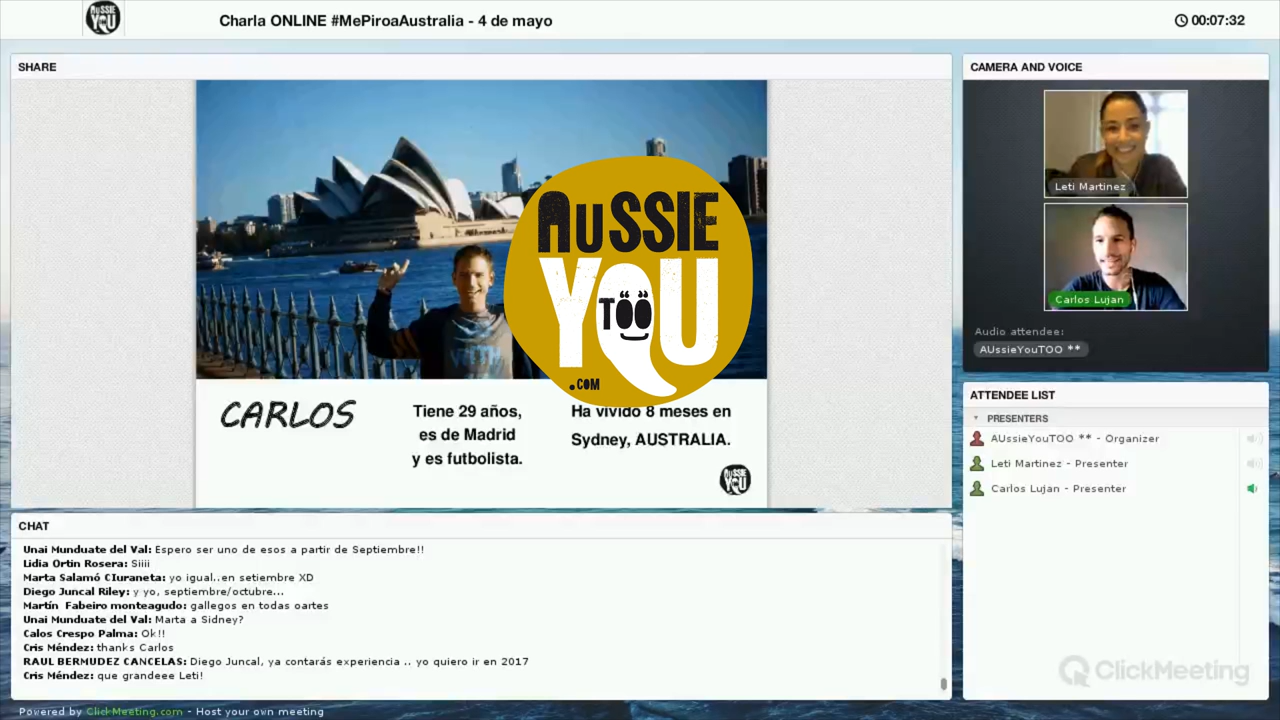 AUSSIE
YOU
Charla ONLINE #MePiroaAustralia - 4 de mayo
00:07:32
SHARE
AUSSIE
YOU
TOO
.COM
CARLOS
Tiene 29 años,
es de Madrid
y es futbolista.
Ha vivido 8 meses en
Sydney, AUSTRALIA.
AUSSIE
YOU
CAMERA AND VOICE
Leti Martinez
Carlos Lujan
Audio attendee:
AUssieYouTOO **
ATTENDEE LIST
PRESENTERS
AUssieYouTOO ** - Organizer
Leti Martinez - Presenter
Carlos Lujan - Presenter
CHAT
Unai Munduate del Val: Espero ser uno de esos a partir de Septiembre!!
Lidia Ortin Rosera: Siiii
Marta Salamó CIuraneta: yo igual..en setiembre XD
Diego Juncal Riley: y yo, septiembre/octubre...
Martín Fabeiro monteagudo: gallegos en todas oartes
Unai Munduate del Val: Marta a Sidney?
Calos Crespo Palma: Ok!!
Cris Méndez: thanks Carlos
RAUL BERMUDEZ CANCELAS: Diego Juncal, ya contarás experiencia .. yo quiero ir en 2017
Cris Méndez: que grandeee Leti!
ClickMeeting
Powered by ClickMeeting.com - Host your own meeting